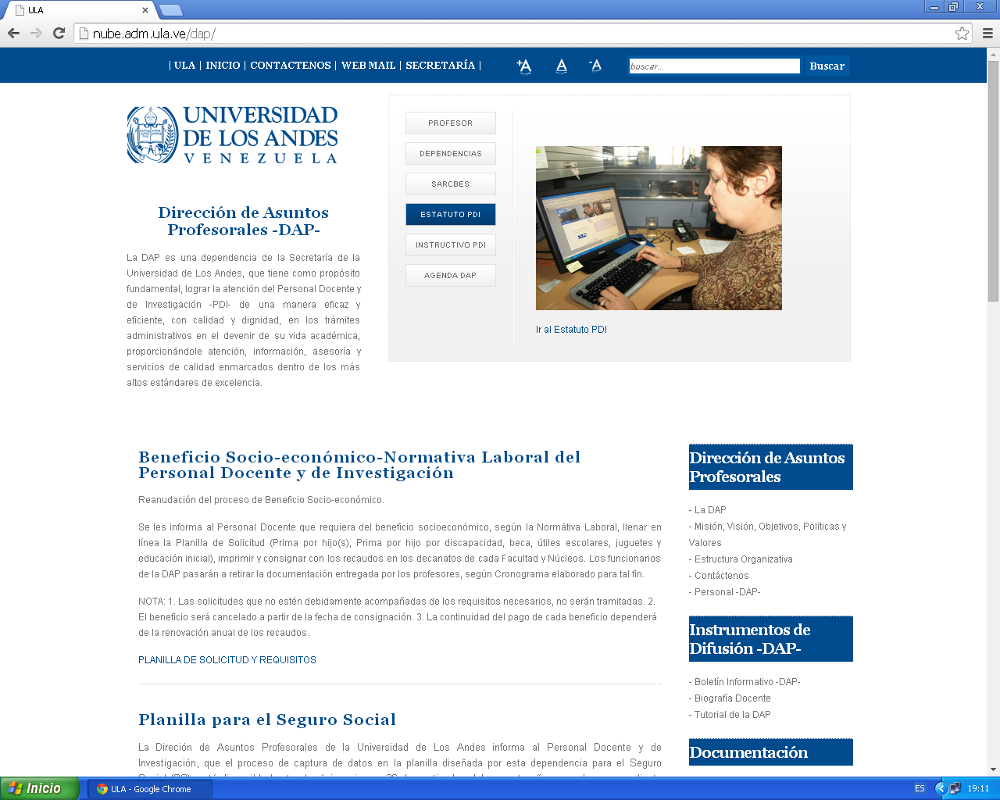 ULA
nube.adm.ula.ve/dap/
| ULA | INICIO | CONTACTENOS | WEB MAIL | SECRETARÍA |
+A A -A
buscar...
Buscar
UNIVERSIDAD
DE LOS ANDES
VENEZUELA
Dirección de Asuntos
Profesorales -DAP-
La DAP es una dependencia de la Secretaría de la
Universidad de Los Andes, que tiene como propósito
fundamental, lograr la atención del Personal Docente y
de Investigación -PDI- de una manera eficaz y
eficiente, con calidad y dignidad, en los trámites
administrativos en el devenir de su vida académica,
proporcionándole atención, información, asesoría y
servicios de calidad enmarcados dentro de los más
altos estándares de excelencia.
PROFESOR
DEPENDENCIAS
SARCBES
ESTATUTO PDI
INSTRUCTIVO PDI
AGENDA DAP
Ir al Estatuto PDI
Beneficio Socio-económico-Normativa Laboral del
Personal Docente y de Investigación
Reanudación del proceso de Beneficio Socio-económico.
Se les informa al Personal Docente que requiera del beneficio socioeconómico, según la Normátiva Laboral, llenar en
línea la Planilla de Solicitud (Prima por hijo(s), Prima por hijo por discapacidad, beca, útiles escolares, juguetes y
educación inicial), imprimir y consignar con los recaudos en los decanatos de cada Facultad y Núcleos. Los funcionarios
de la DAP pasarán a retirar la documentación entregada por los profesores, según Cronograma elaborado para tal fin.
NOTA: 1. Las solicitudes que no estén debidamente acompañadas de los requisitos necesarios, no serán tramitadas. 2.
El beneficio será cancelado a partir de la fecha de consignación. 3. La continuidad del pago de cada beneficio dependerá
de la renovación anual de los recaudos.
PLANILLA DE SOLICITUD Y REQUISITOS
Planilla para el Seguro Social
La Direción de Asuntos Profesorales de la Universidad de Los Andes informa al Personal Docente y de
Investigación, que el proceso de captura de datos en la planilla diseñada por esta dependencia para el Seguro
Dirección de Asuntos
Profesorales
- La DAP
- Misión, Visión, Objetivos, Políticas y
Valores
- Estructura Organizativa
- Contáctenos
- Personal -DAP-
Instrumentos de
Difusión -DAP-
- Boletín Informativo -DAP-
- Biografía Docente
- Tutorial de la DAP
Documentación
Inicio
ULA - Google Chrome
ES
19:11